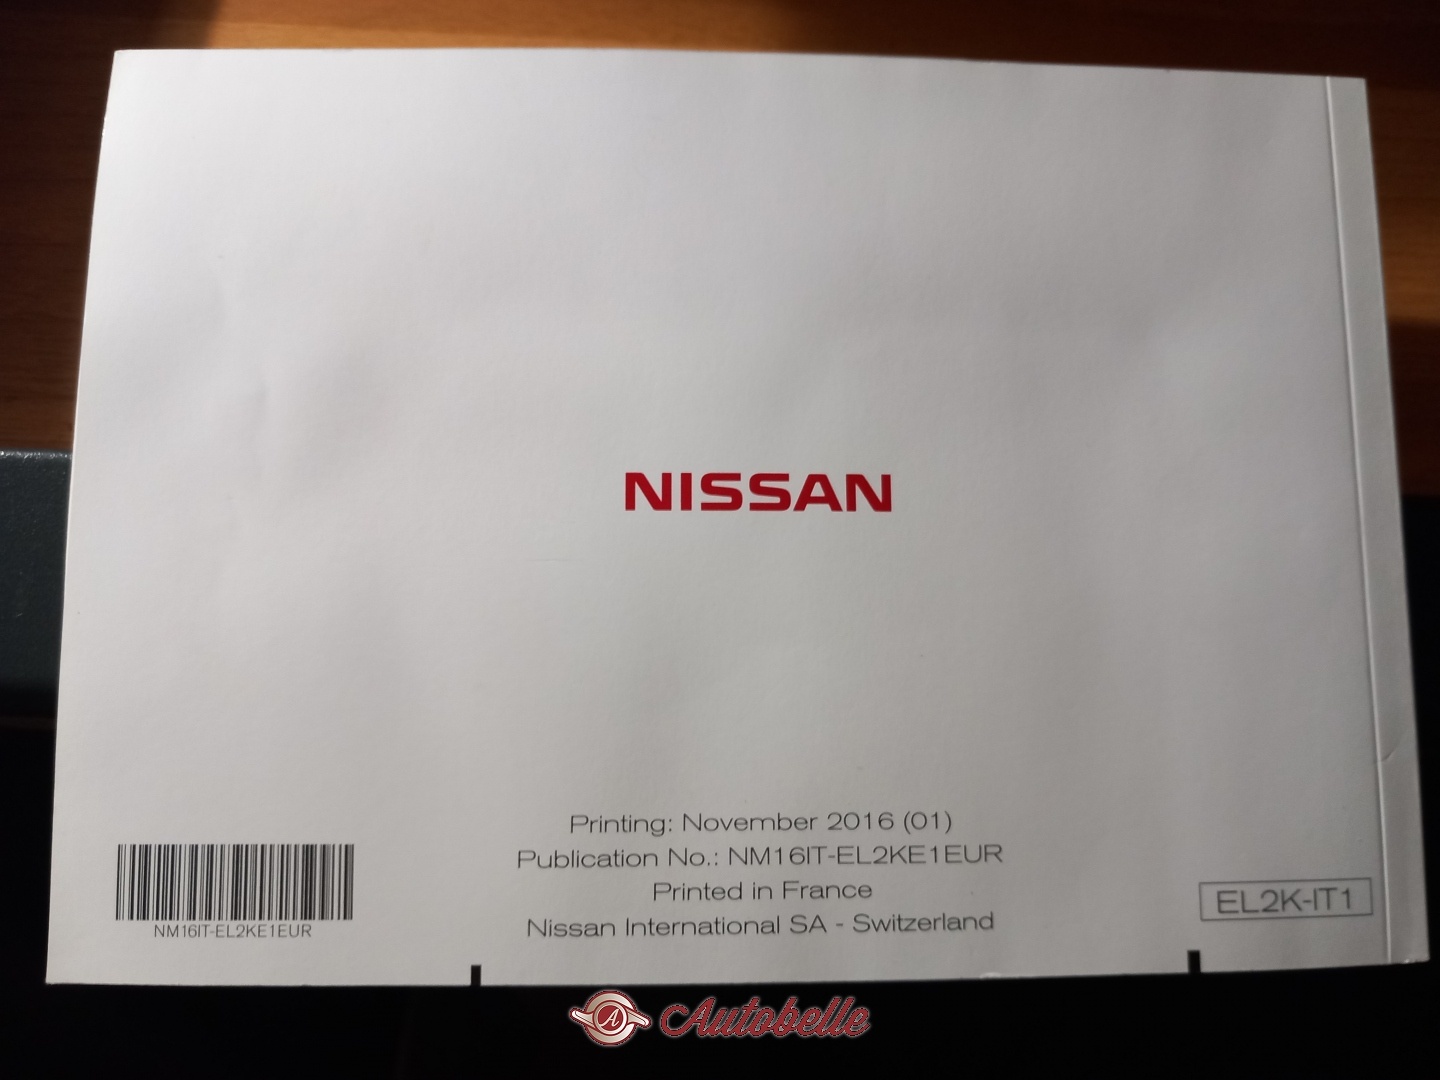 NISSAN
Printing: November 2016 (01)
Publication No.: NM16IT-EL2KE1EUR
Printed in France
Nissan International SA - Switzerland
NM16IT-EL2KE1EUR
EL2K-IT1
A Autobelle